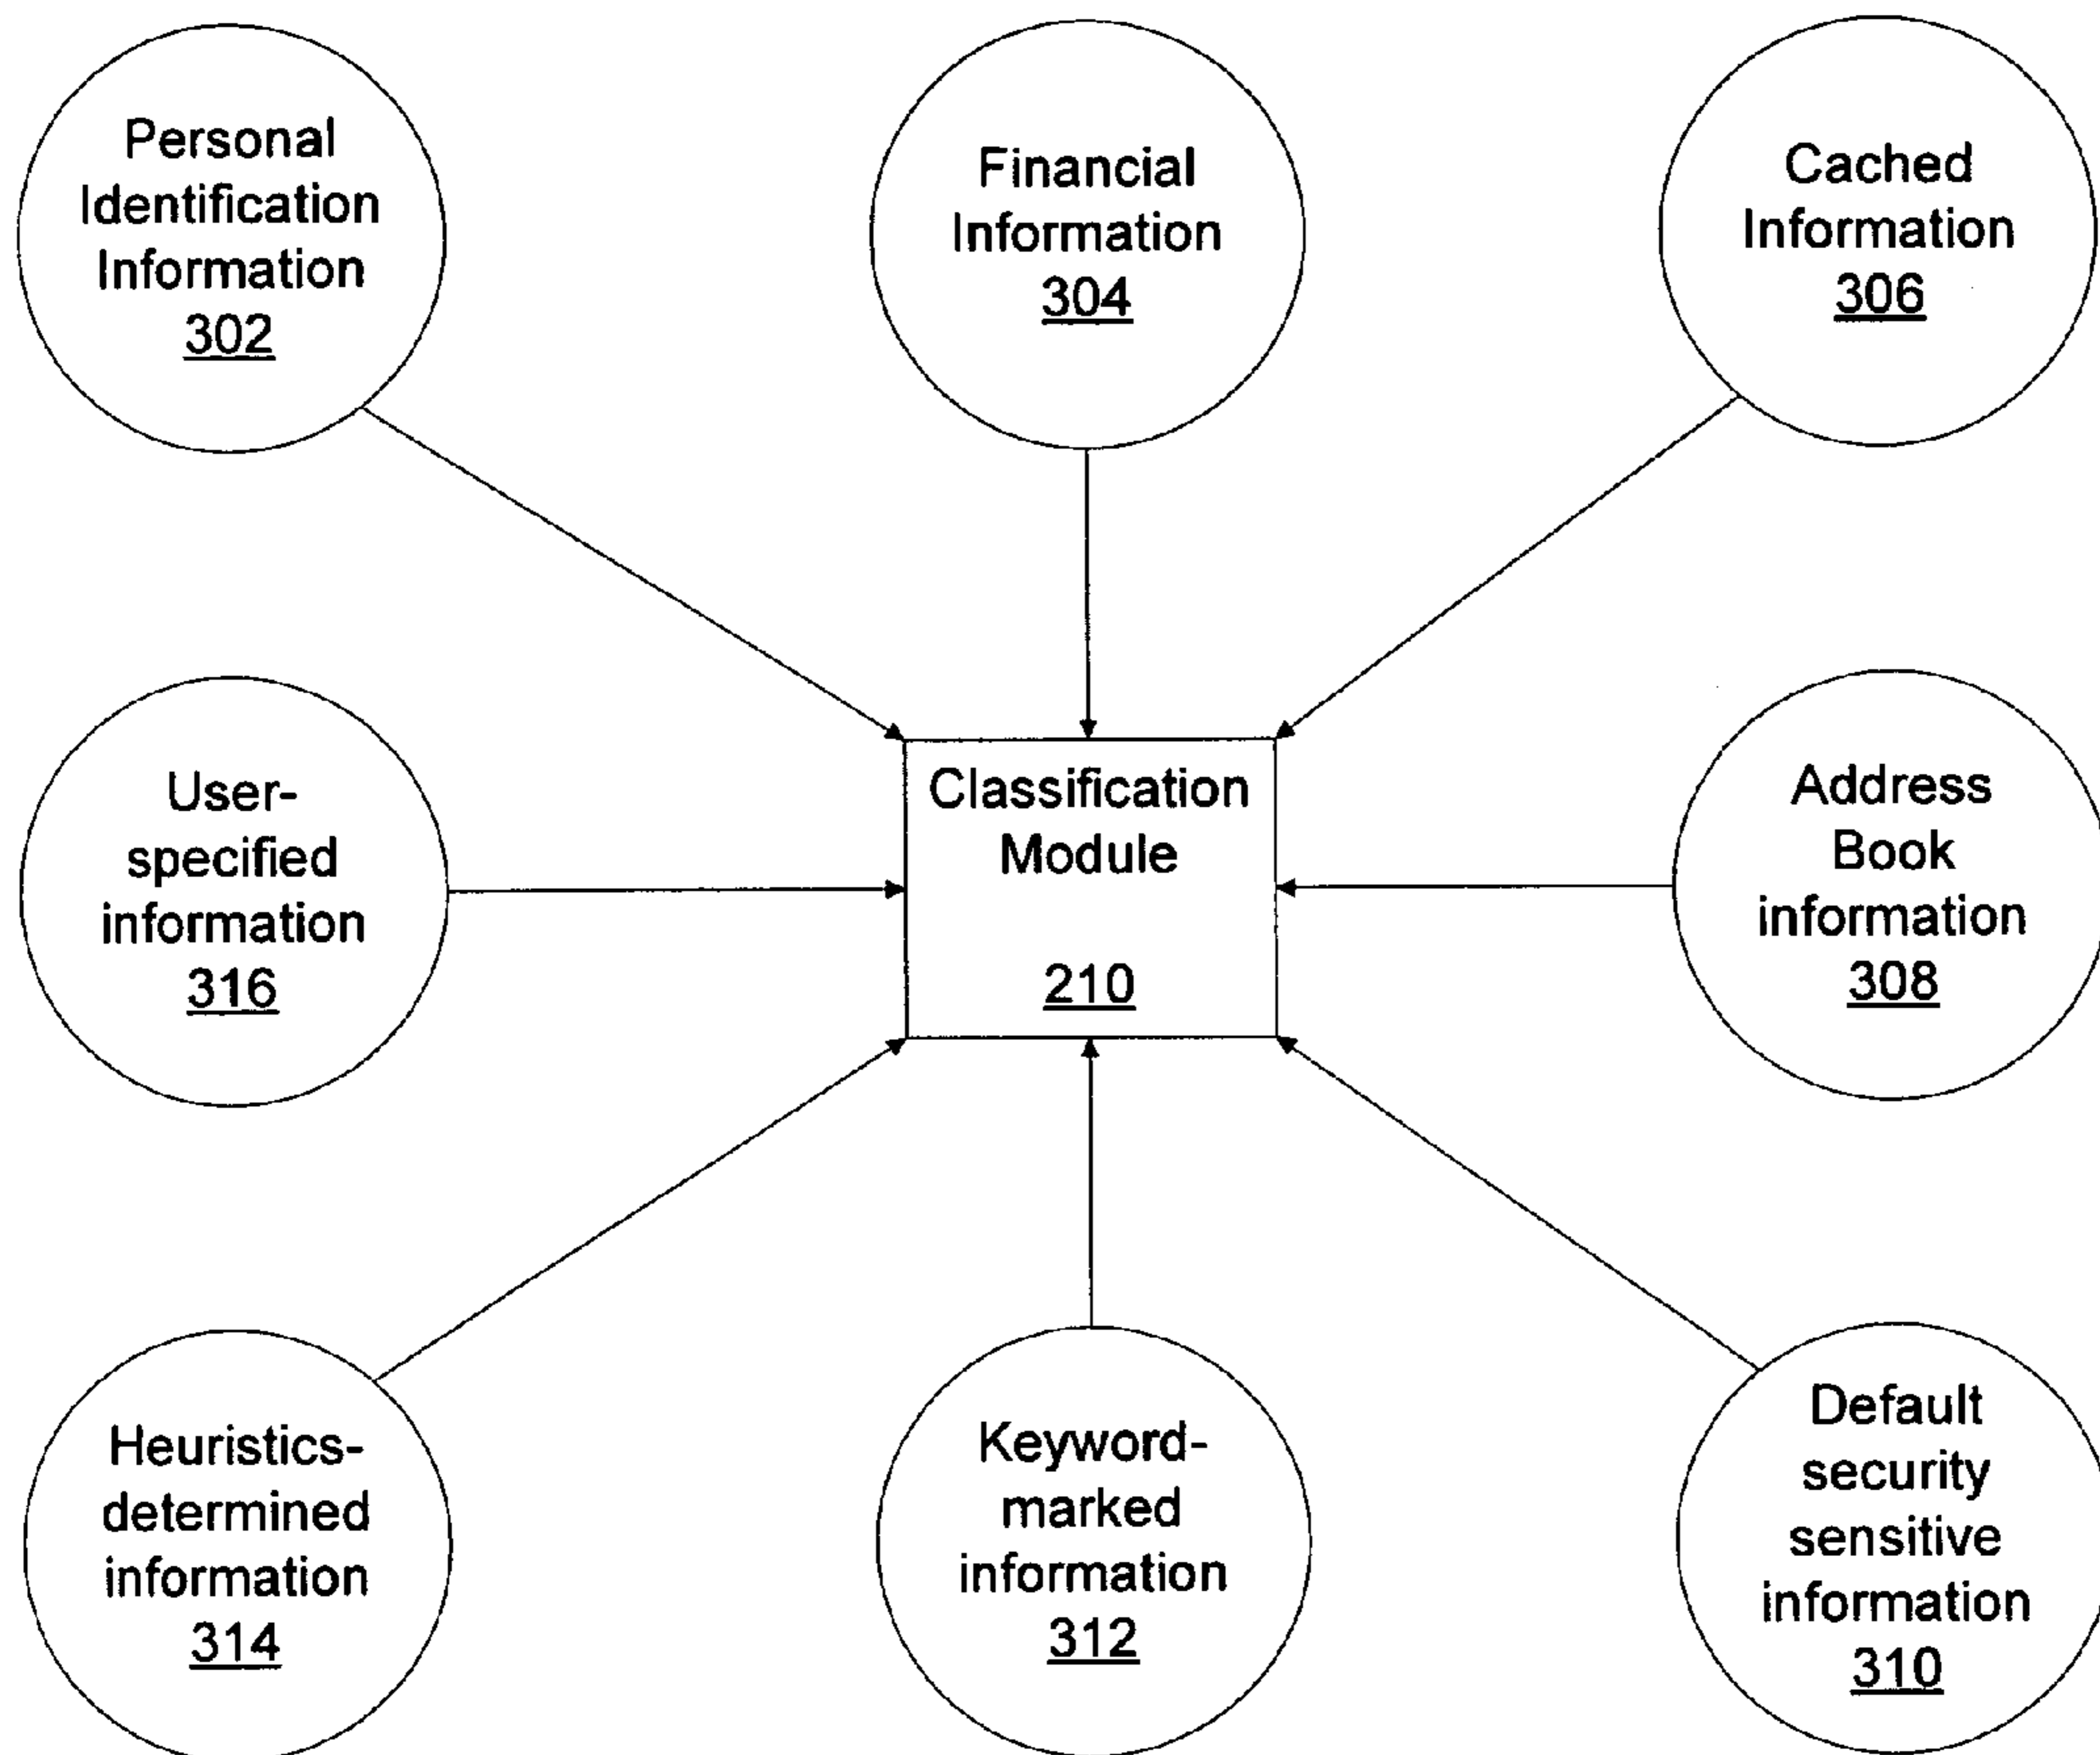 Personal
Identification
Information
302
Financial
Information
304
Cached
Information
306
User-
specified
information
316
Classification
Module
210
Address
Book
information
308
Heuristics-
determined
information
314
Keyword-
marked
information
312
Default
security
sensitive
information
310